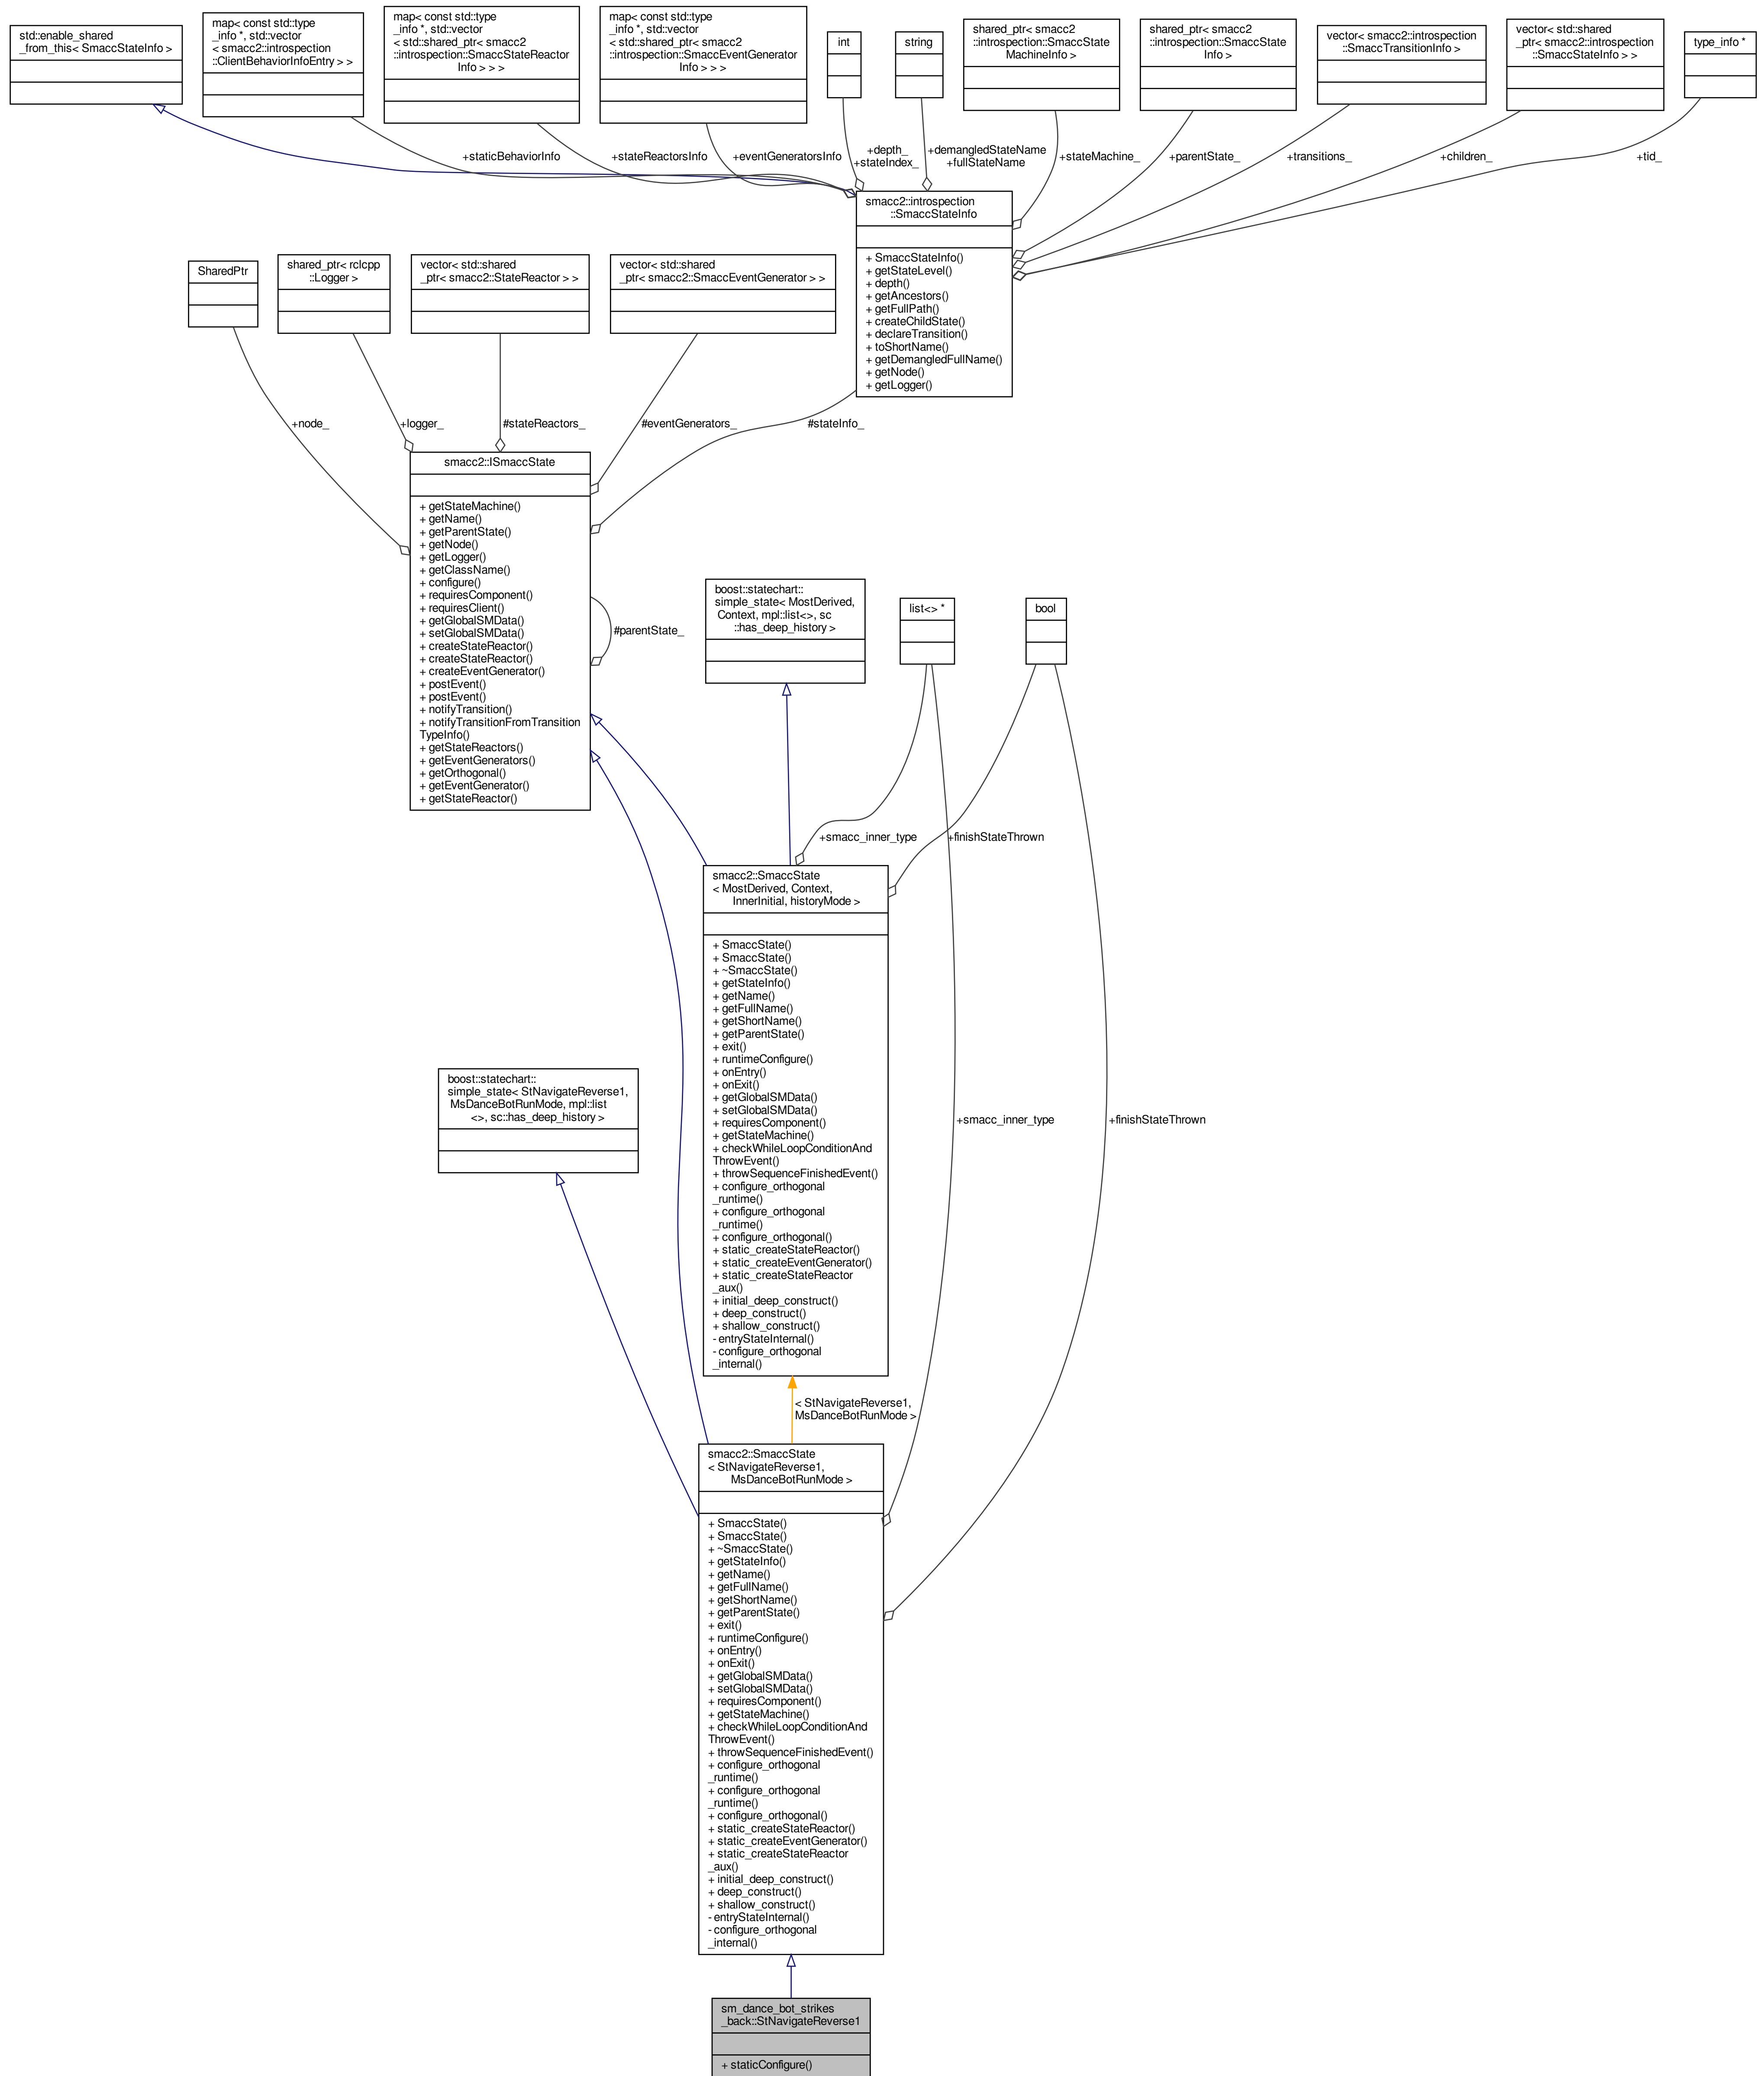 std::enable_shared
_from_this< SmaccStateInfo >
map< const std::type
_info *, std::vector
< smacc2::introspection
::ClientBehaviorInfoEntry > >
map< const std::type
_info *, std::vector
< std::shared_ptr< smacc2
::introspection::SmaccStateReactor
Info > > >
map< const std::type
_info *, std::vector
< std::shared_ptr< smacc2
::introspection::SmaccEventGenerator
Info > > >
int
string
shared_ptr< smacc2
::introspection::SmaccState
MachineInfo >
shared_ptr< smacc2
::introspection::SmaccState
Info >
vector< smacc2::introspection
::SmaccTransitionInfo >
vector< std::shared
_ptr< smacc2::introspection
::SmaccStateInfo > >
type_info *
+staticBehaviorInfo
+stateReactorsInfo
+eventGeneratorsInfo
+depth_
+stateIndex_
+demangledStateName
+fullStateName
+stateMachine_
+parentState_
+transitions_
+children_
+tid_
smacc2::introspection
::SmaccStateInfo
+ SmaccStateInfo()
+ getStateLevel()
+ depth()
+ getAncestors()
+ getFullPath()
+ createChildState()
+ declareTransition()
+ toShortName()
+ getDemangledFullName()
+ getNode()
+ getLogger()
SharedPtr
shared_ptr< rclcpp
::Logger >
vector< std::shared
_ptr< smacc2::StateReactor > >
vector< std::shared
_ptr< smacc2::SmaccEventGenerator > >
+node_
+logger_
#stateReactors_
#eventGenerators_
#stateInfo_
smacc2::ISmaccState
+ getStateMachine()
+ getName()
+ getParentState()
+ getNode()
+ getLogger()
+ getClassName()
+ configure()
+ requiresComponent()
+ requiresClient()
+ getGlobalSMData()
+ setGlobalSMData()
+ createStateReactor()
+ createStateReactor()
+ createEventGenerator()
+ postEvent()
+ postEvent()
+ notifyTransition()
+ notifyTransitionFromTransition
TypeInfo()
+ getStateReactors()
+ getEventGenerators()
+ getOrthogonal()
+ getEventGenerator()
+ getStateReactor()
#parentState_
boost::statechart::
simple_state< MostDerived,
Context, mpl::list<>, sc
::has_deep_history >
list<> *
bool
+smacc_inner_type
+finishStateThrown
smacc2::SmaccState
< MostDerived, Context,
InnerInitial, historyMode >
+ SmaccState()
+ SmaccState()
+ ~SmaccState()
+ getStateInfo()
+ getName()
+ getFullName()
+ getShortName()
+ getParentState()
+ exit()
+ runtimeConfigure()
+ onEntry()
+ onExit()
+ getGlobalSMData()
+ setGlobalSMData()
+ requiresComponent()
+ getStateMachine()
+ checkWhileLoopConditionAnd
ThrowEvent()
+ throwSequenceFinishedEvent()
+ configure_orthogonal
_runtime()
+ configure_orthogonal
_runtime()
+ configure_orthogonal()
+ static_createStateReactor()
+ static_createEventGenerator()
+ static_createStateReactor
_aux()
+ initial_deep_construct()
+ deep_construct()
+ shallow_construct()
- entryStateInternal()
- configure_orthogonal
_internal()
boost::statechart::
simple_state< StNavigateReverse1,
MsDanceBotRunMode, mpl::list
<>, sc::has_deep_history >
+smacc_inner_type
+finishStateThrown
< StNavigateReverse1,
MsDanceBotRunMode >
smacc2::SmaccState
< StNavigateReverse1,
MsDanceBotRunMode >
+ SmaccState()
+ SmaccState()
+ ~SmaccState()
+ getStateInfo()
+ getName()
+ getFullName()
+ getShortName()
+ getParentState()
+ exit()
+ runtimeConfigure()
+ onEntry()
+ onExit()
+ getGlobalSMData()
+ setGlobalSMData()
+ requiresComponent()
+ getStateMachine()
+ checkWhileLoopConditionAnd
ThrowEvent()
+ throwSequenceFinishedEvent()
+ configure_orthogonal
_runtime()
+ configure_orthogonal
_runtime()
+ configure_orthogonal()
+ static_createStateReactor()
+ static_createEventGenerator()
+ static_createStateReactor
_aux()
+ initial_deep_construct()
+ deep_construct()
+ shallow_construct()
- entryStateInternal()
- configure_orthogonal
_internal()
sm_dance_bot_strikes
_back::StNavigateReverse1
+ staticConfigure()